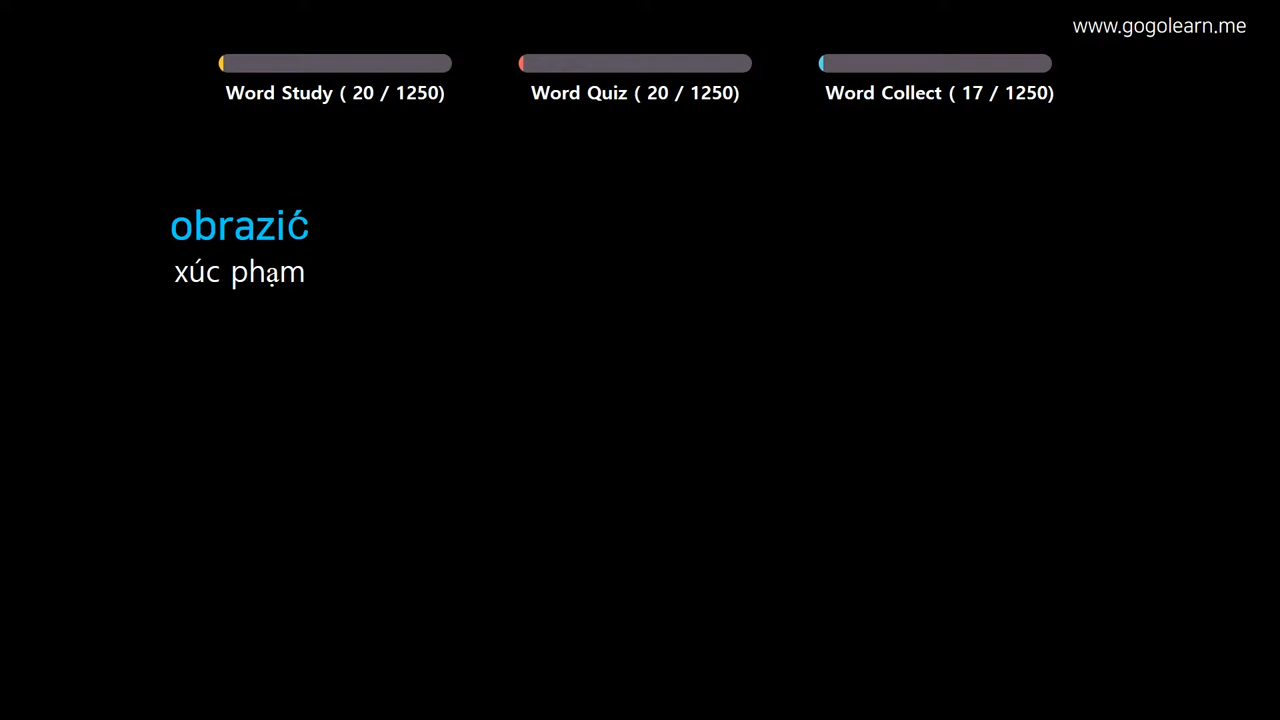 www.gogolearn.me
Word Study ( 20 / 1250)
Word Quiz ( 20 / 1250)
Word Collect ( 17 / 1250)
obrazić
xúc phạm